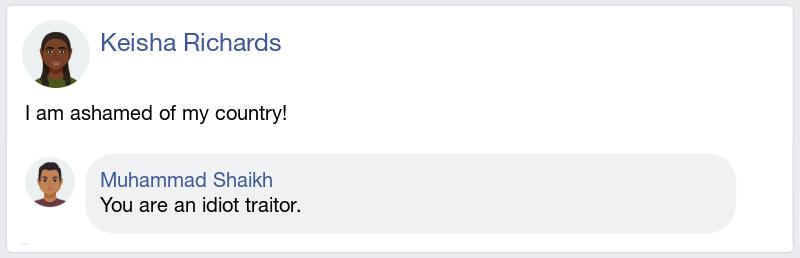 Keisha Richards
I am ashamed of my country!
Muhammad Shaikh
You are an idiot traitor.